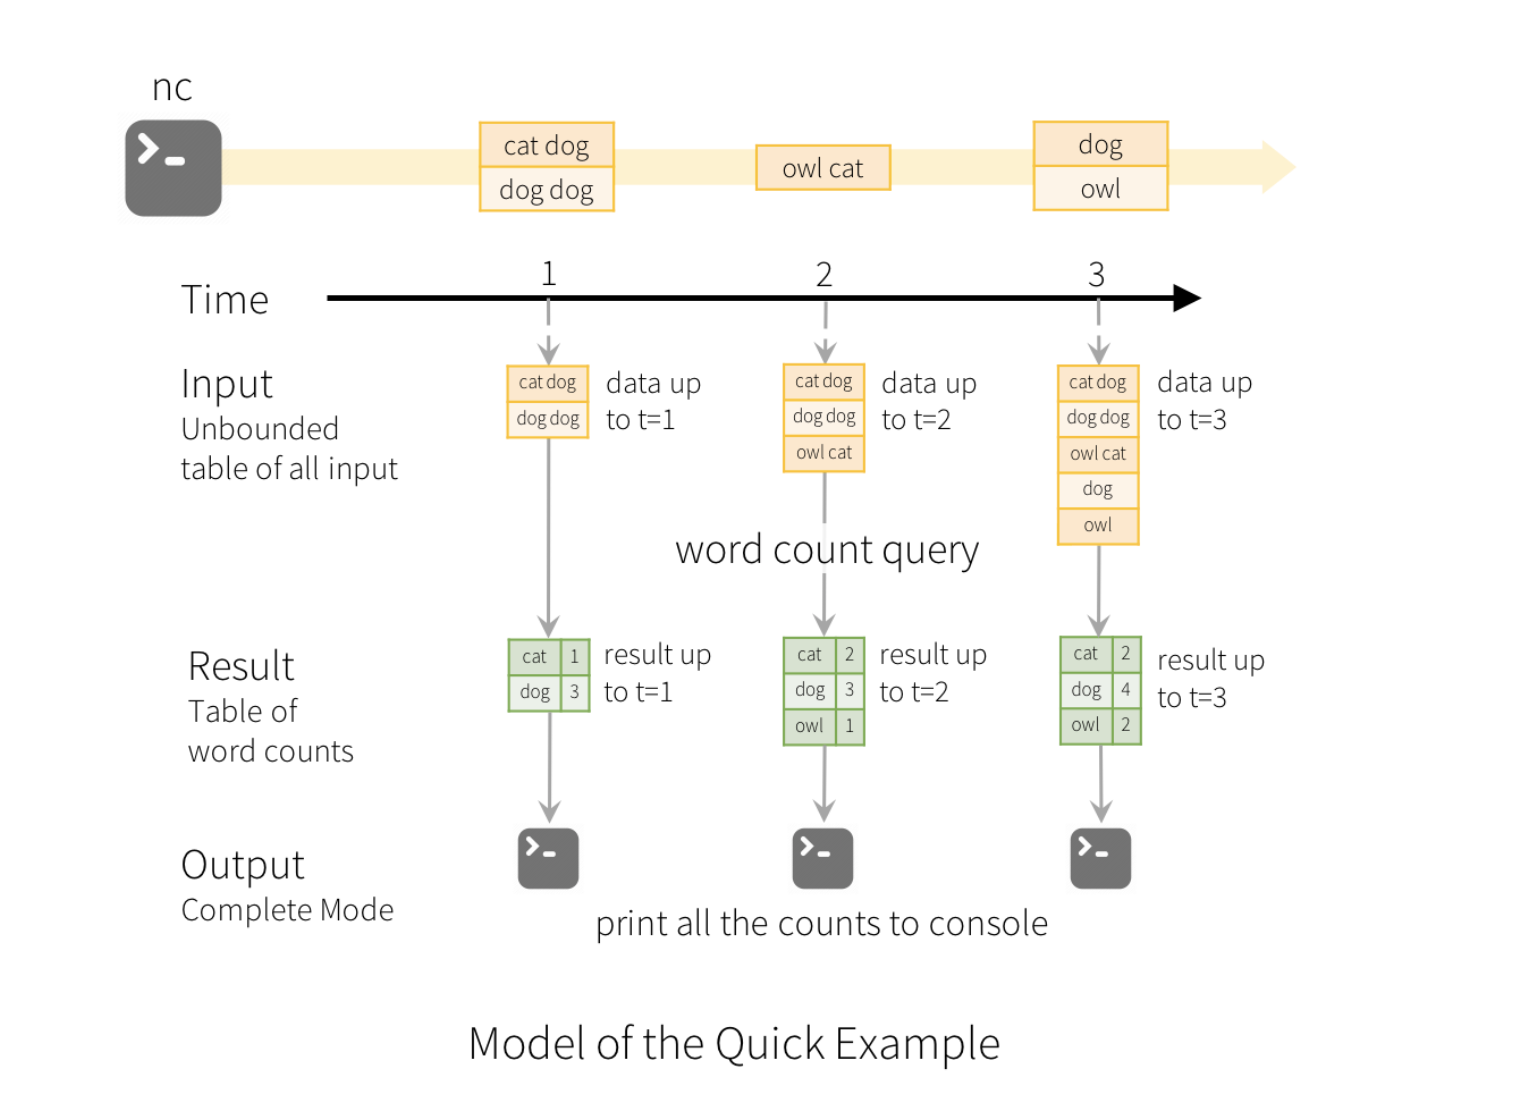 nc
cat dog
dog dog
owl cat
dog
owl
Time
1
2
3
Input
Unbounded
table of all input
cat dog
dog dog
data up
to t=1
cat dog
dog dog
owl cat
data up
to t=2
cat dog
dog dog
owl cat
dog
owl
data up
to t=3
word count query
Result
Table of
word counts
cat 1
dog 3
result up
to t=1
cat 2
dog 3
owl 1
result up
to t=2
cat 2
dog 4
owl 2
result up
to t=3
Output
Complete Mode
print all the counts to console
Model of the Quick Example